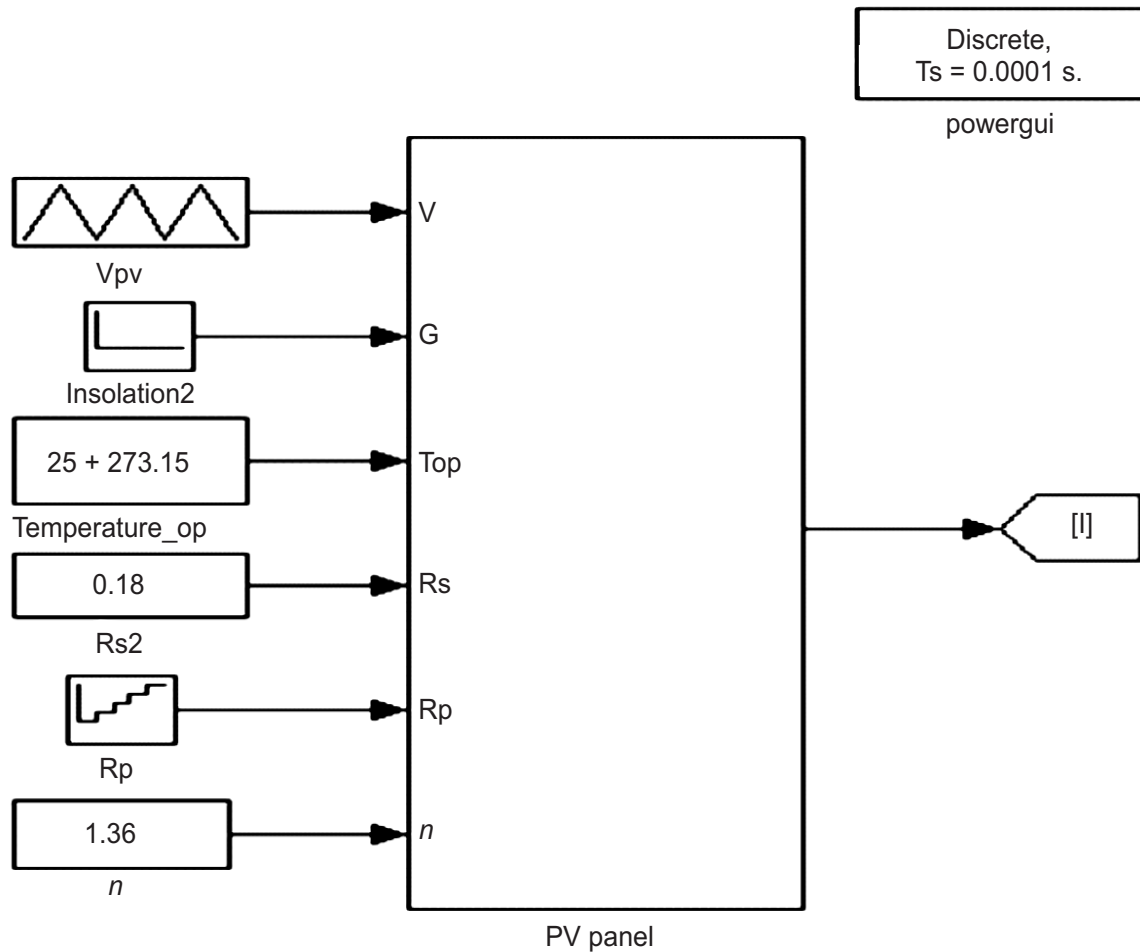 Discrete,
Ts = 0.0001 s.
powergui
V
Vpv
G
Insolation2
25 + 273.15
Top
Temperature_op
[I]
0.18
Rs
Rs2
Rp
Rp
1.36
n
n
PV panel